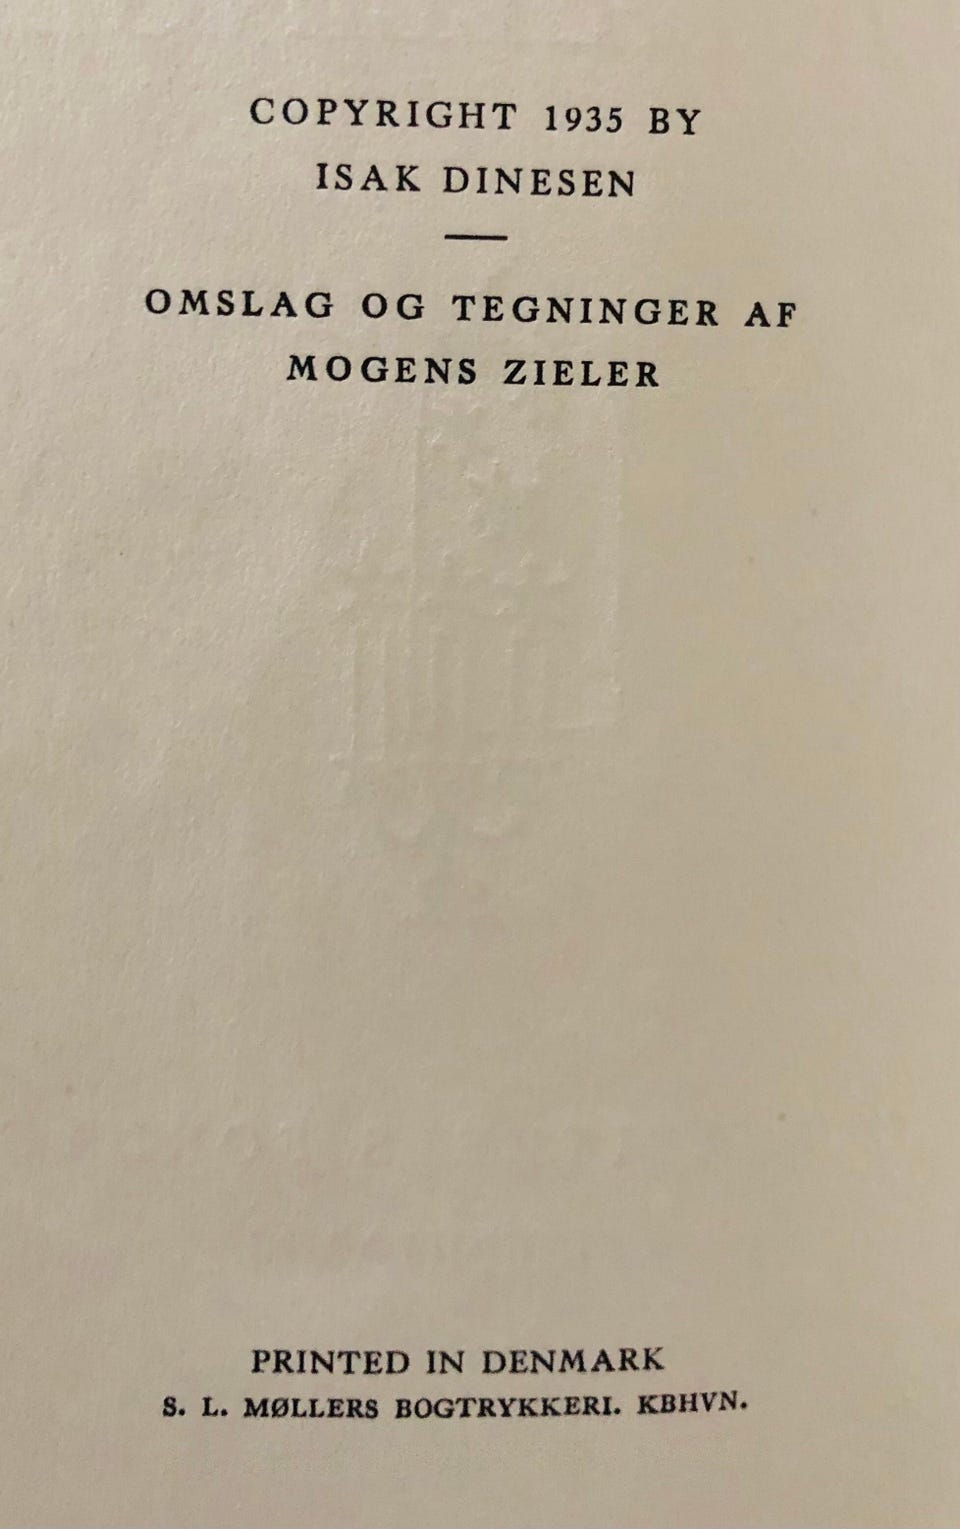 COPYRIGHT 1935 BY
ISAK DINESEN
OMSLAG OG TEGNINGER AF
MOGENS ZIELER
PRINTED IN DENMARK
S. L. MØLLERS BOGTRYKKERI. KBHVN.